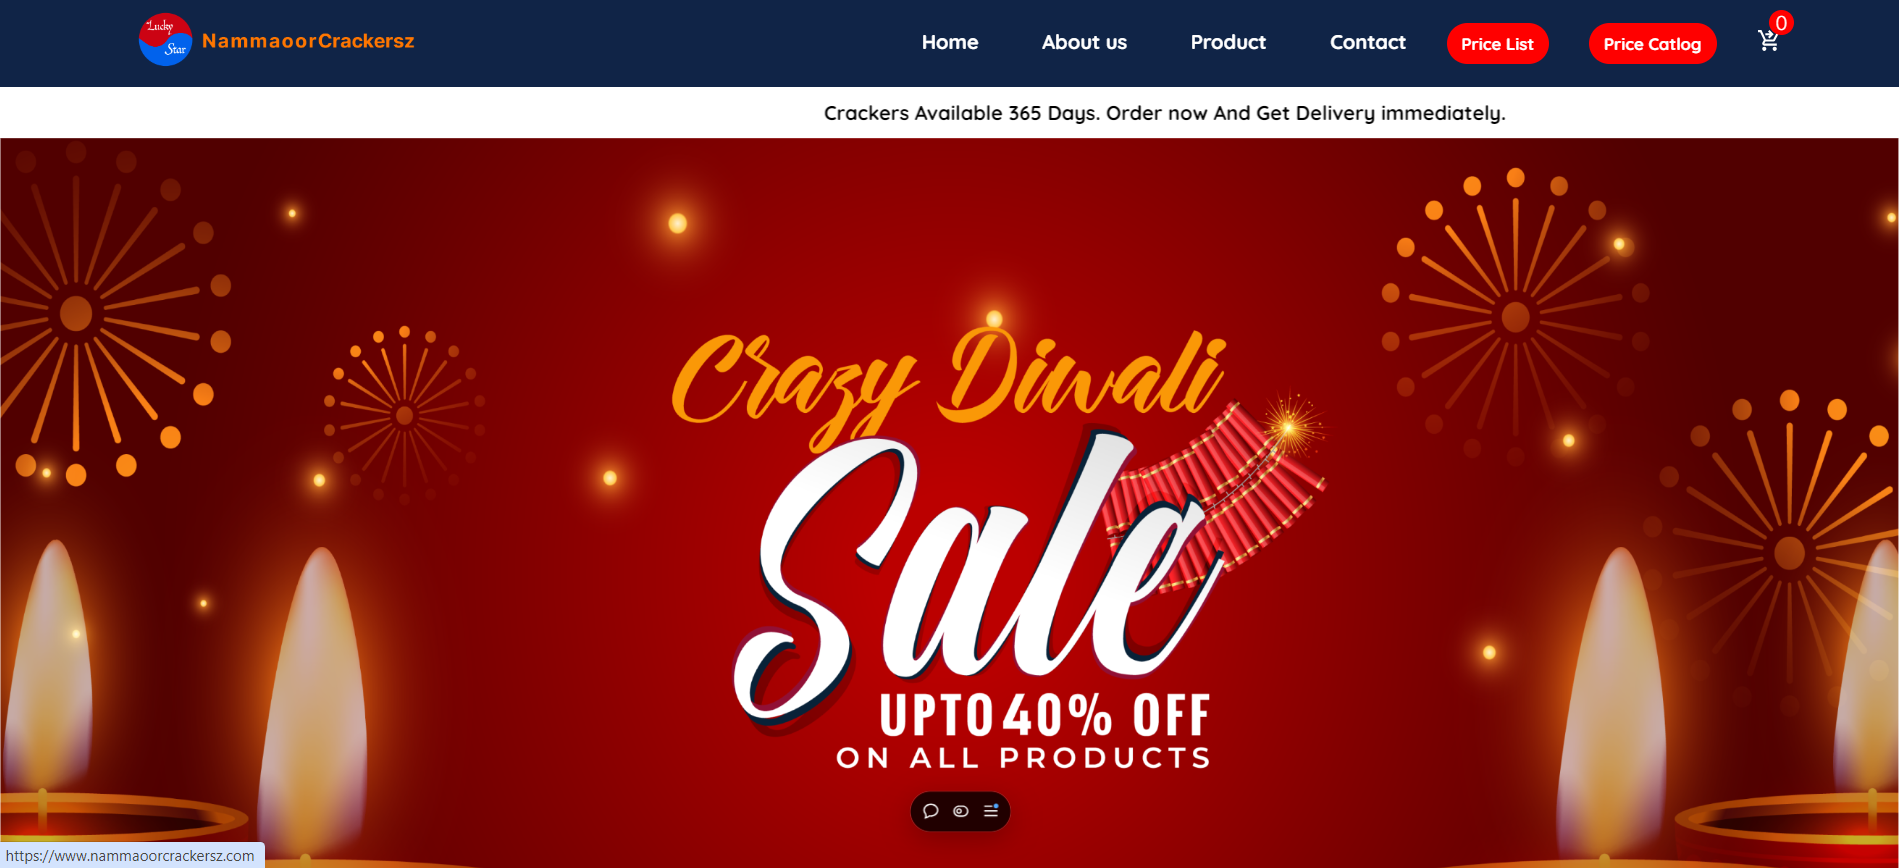 Lucky
Star
NammaoorCrackersz
Home
About us
Product
Contact
Price List
Price Catlog
0
Crackers Available 365 Days. Order now And Get Delivery immediately.
Crazy Diwali
Sale
UPTO 40% OFF
ON ALL PRODUCTS
https://www.nammaoorcrackersz.com